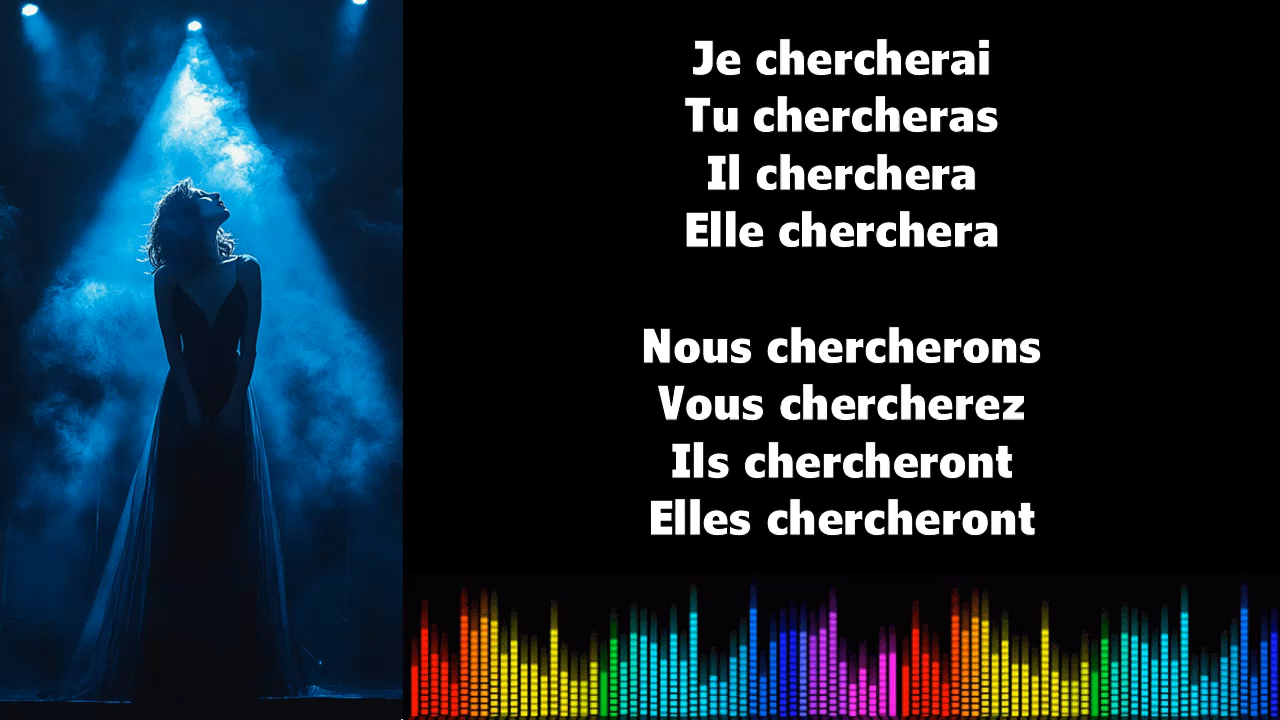 Je chercherai
Tu chercheras
Il cherchera
Elle cherchera
Nous chercherons
Vous chercherez
Ils chercheront
Elles chercheront